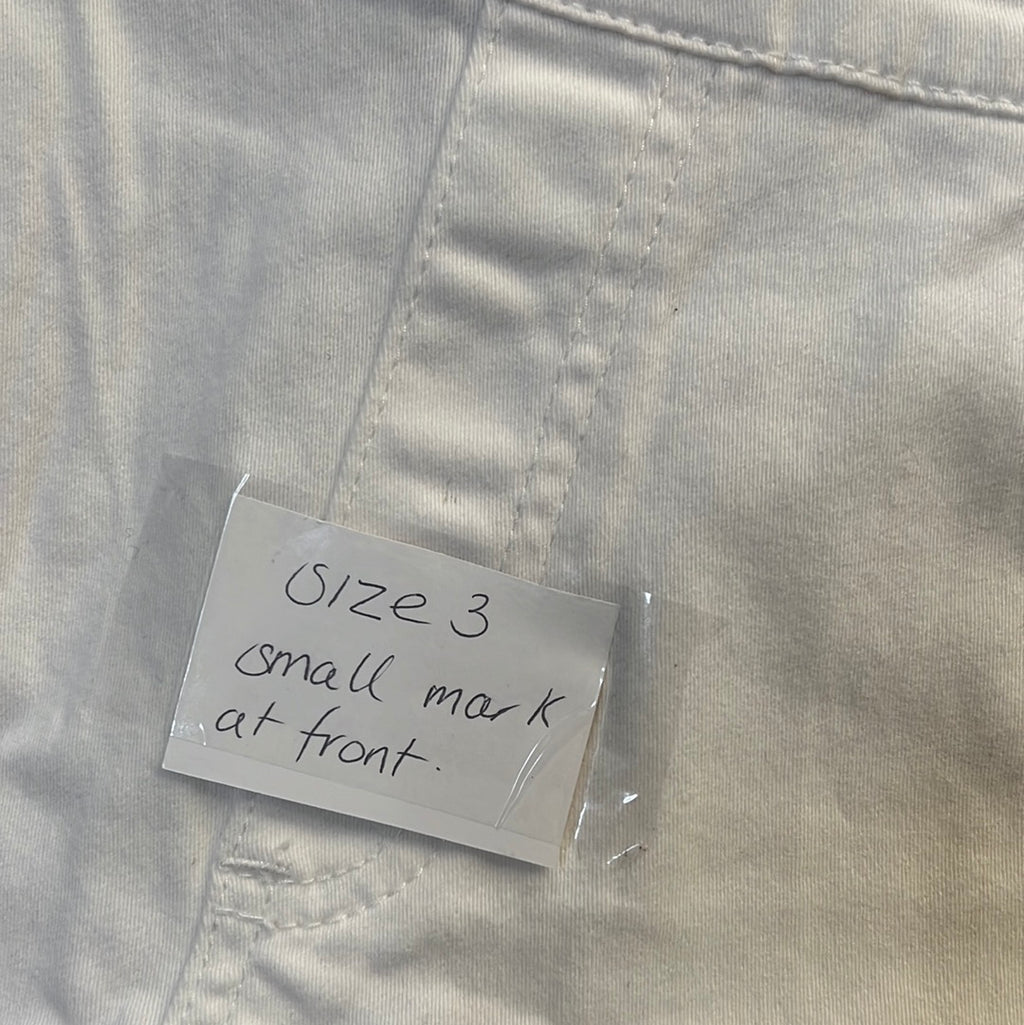 size 3
small mark
at front.